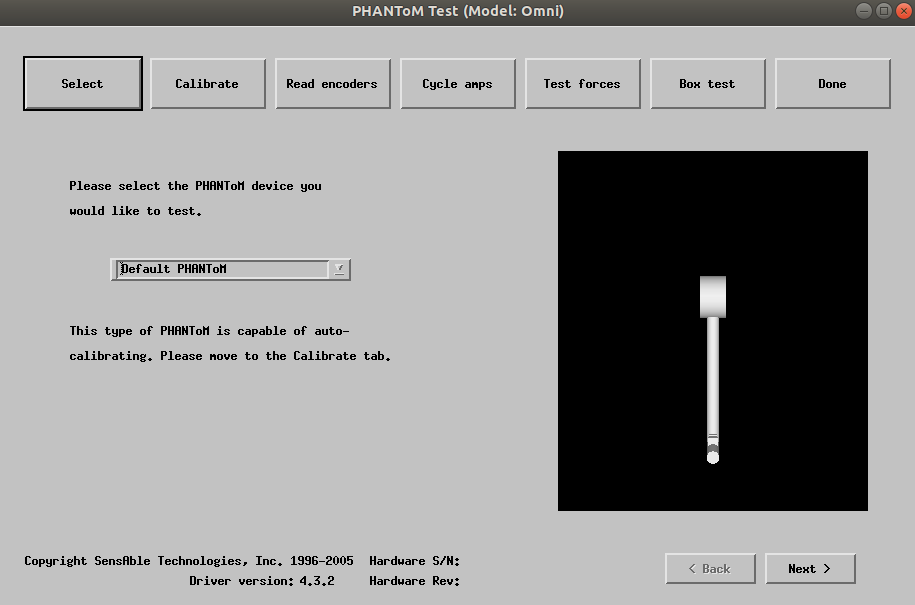 PHANToM Test (Model: Omni)
Select
Calibrate
Read encoders
Cycle amps
Test forces
Box test
Done
Please select the PHANToM device you
would like to test.
Default PHANToM
This type of PHANToM is capable of auto-
calibrating. Please move to the Calibrate tab.
Copyright SensAble Technologies, Inc. 1996-2005 Hardware S/N:
Driver version: 4.3.2 Hardware Rev:
< Back
Next >